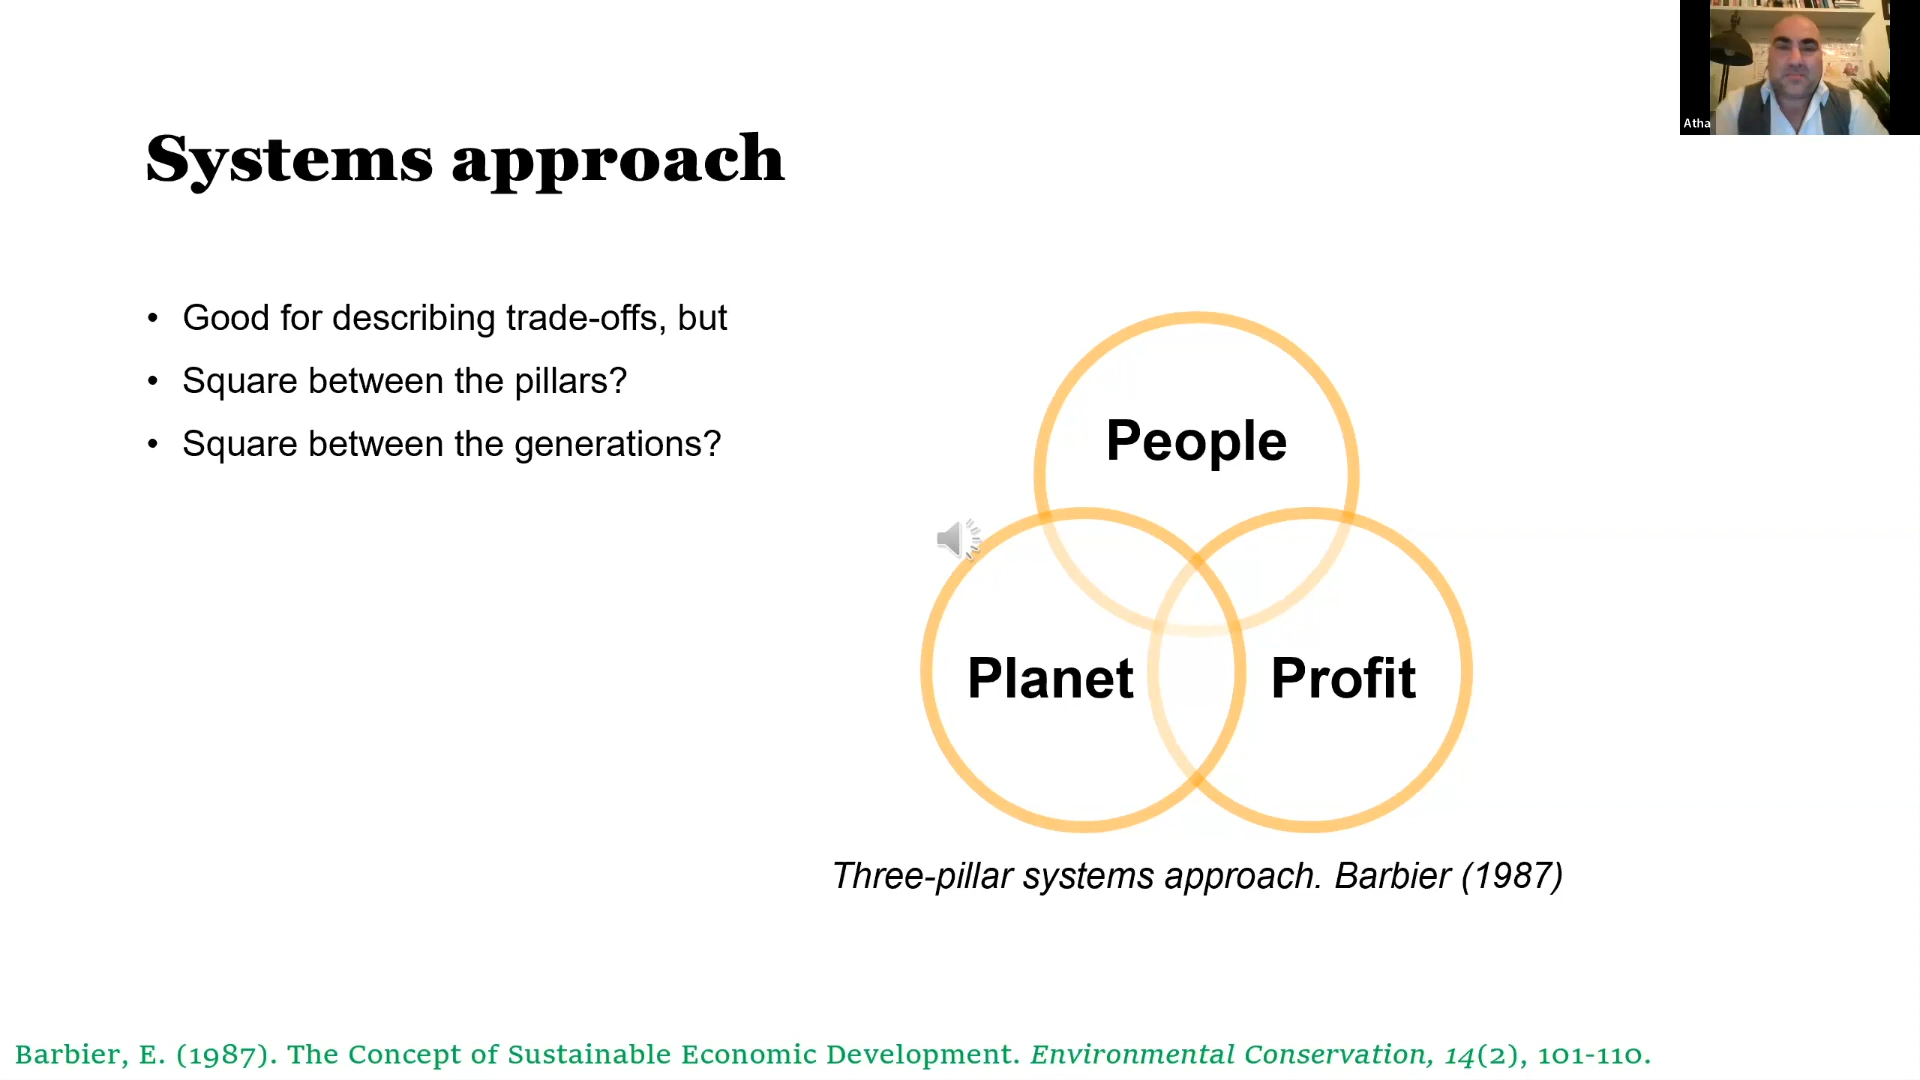 Atha
Systems approach
• Good for describing trade-offs, but
• Square between the pillars?
• Square between the generations?
People
Planet
Profit
Three-pillar systems approach. Barbier (1987)
Barbier, E. (1987). The Concept of Sustainable Economic Development. Environmental Conservation, 14(2), 101-110.